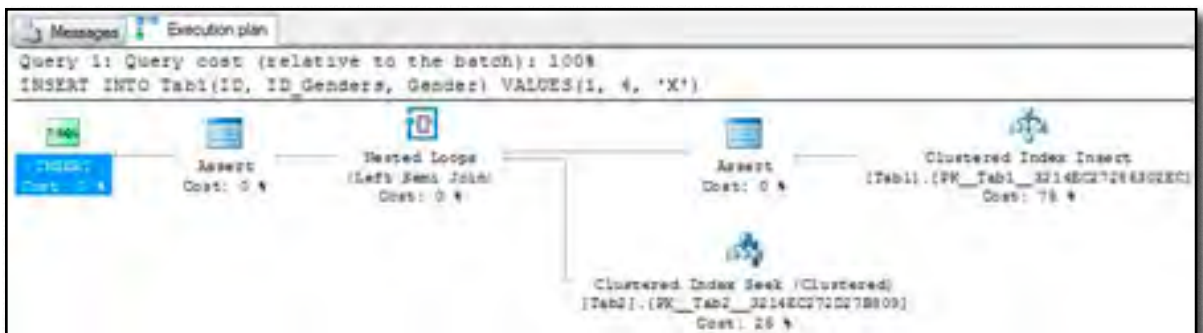 Messages Execution plan
Query 1: Query cost (relative to the batch): 100%
INSERT INTO Tab1(ID, ID_Genders, Gender) VALUES(1, 4, 'X')
INSERT
Cost: 0 %
Assert
Cost: 0 %
Nested Loops
(Left Semi Join)
Cost: 0 %
Assert
Cost: 0 %
Clustered Index Insert
[Tab1].
Cost: 75 %
Clustered Index Seek (Clustered)
[Tab2].
Cost: 25 %